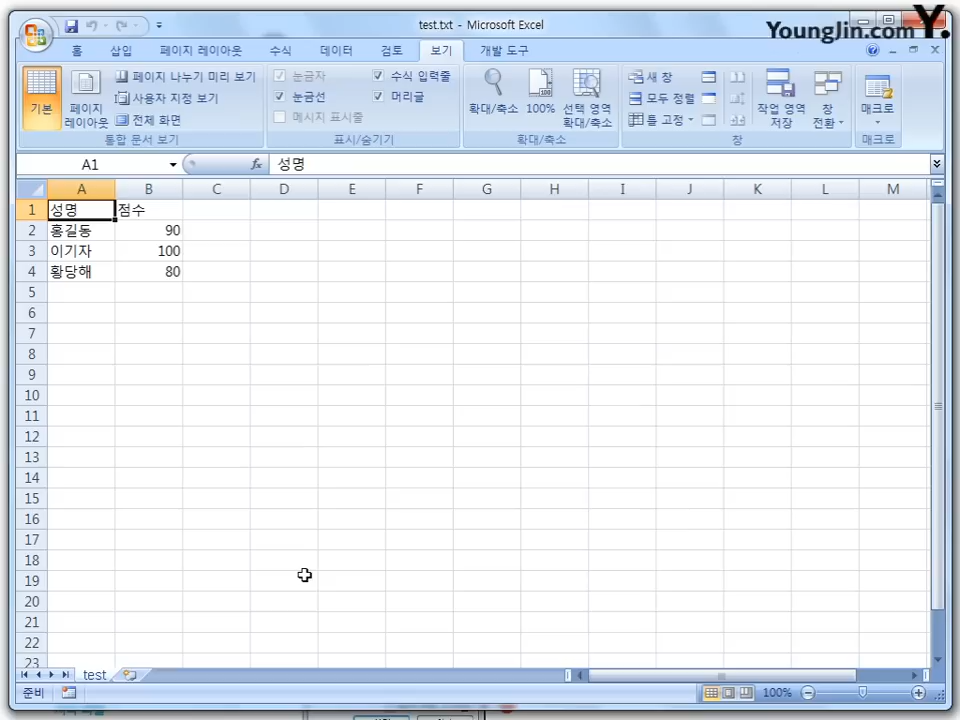 test.txt - Microsoft Excel
YoungJin.com Y.
홈 삽입 페이지 레이아웃 수식 데이터 검토 보기 개발 도구
기본
페이지 레이아웃
페이지 나누기 미리 보기
사용자 지정 보기
전체 화면
통합 문서 보기
눈금자
눈금선
메시지 표시줄
수식 입력줄
머리글
표시/숨기기
확대/축소
100%
선택 영역 확대/축소
확대/축소
새 창
모두 정렬
틀 고정
작업 영역 저장
창 전환
창
매크로
매크로
A1 fx 성명
A B C D E F G H I J K L M
1 성명 점수
2 홍길동 90
3 이기자 100
4 황당해 80
5
6
7
8
9
10
11
12
13
14
15
16
17
18
19
20
21
22
23
test
준비 100%